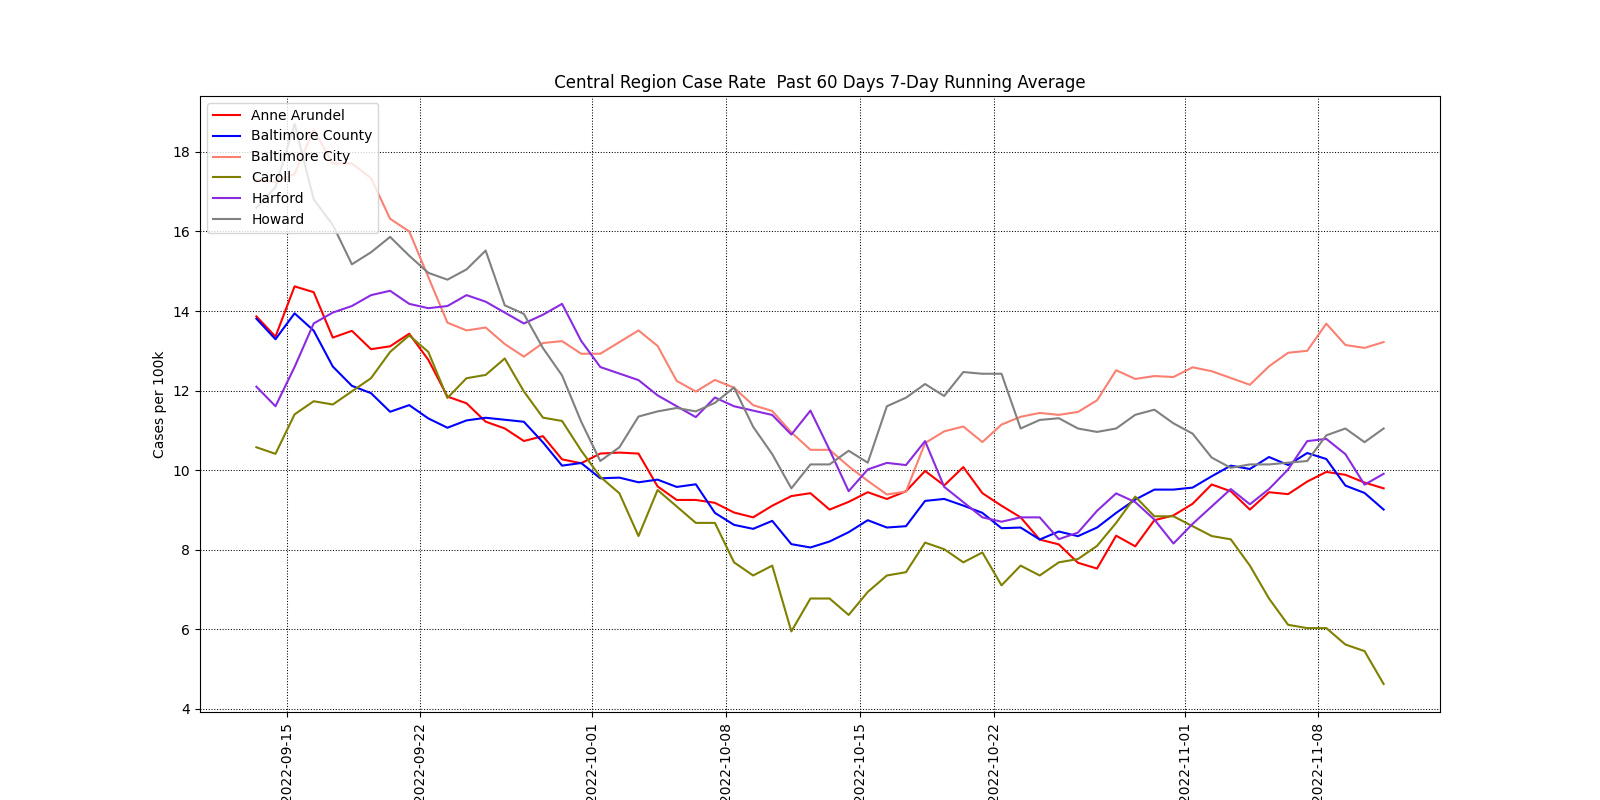 Central Region Case Rate  Past 60 Days 7-Day Running Average
Anne Arundel
Baltimore County
Baltimore City
Caroll
Harford
Howard
Cases per 100k
18
16
14
12
10
8
6
4
2022-09-15
2022-09-22
2022-10-01
2022-10-08
2022-10-15
2022-10-22
2022-11-01
2022-11-08